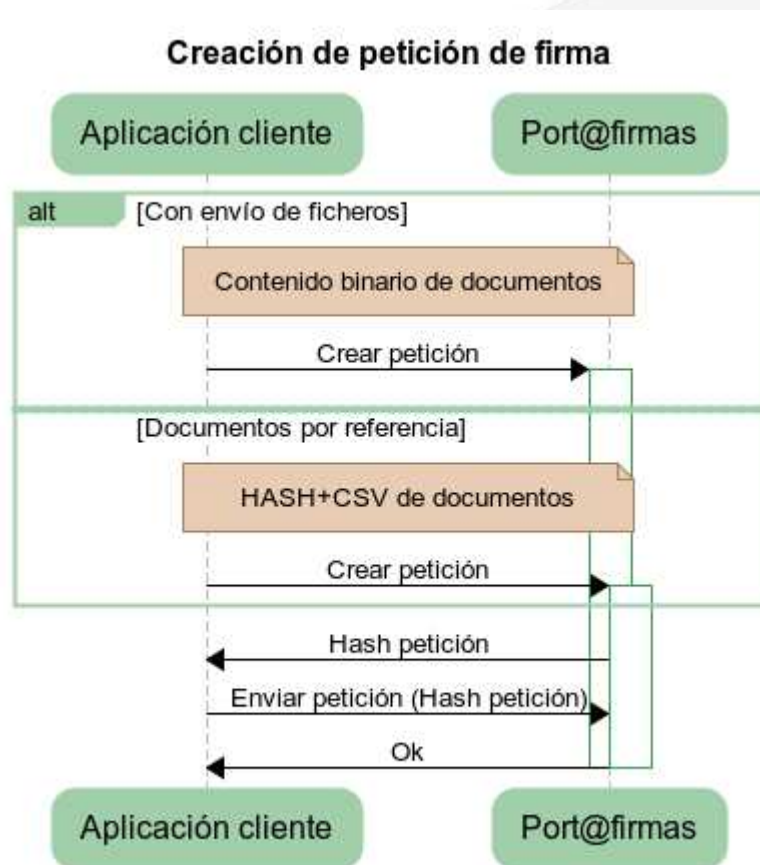 Creación de petición de firma
Aplicación cliente Port@firmas
alt [Con envío de ficheros]
Contenido binario de documentos
Crear petición
[Documentos por referencia]
HASH+CSV de documentos
Crear petición
Hash petición
Enviar petición (Hash petición)
Ok
Aplicación cliente Port@firmas